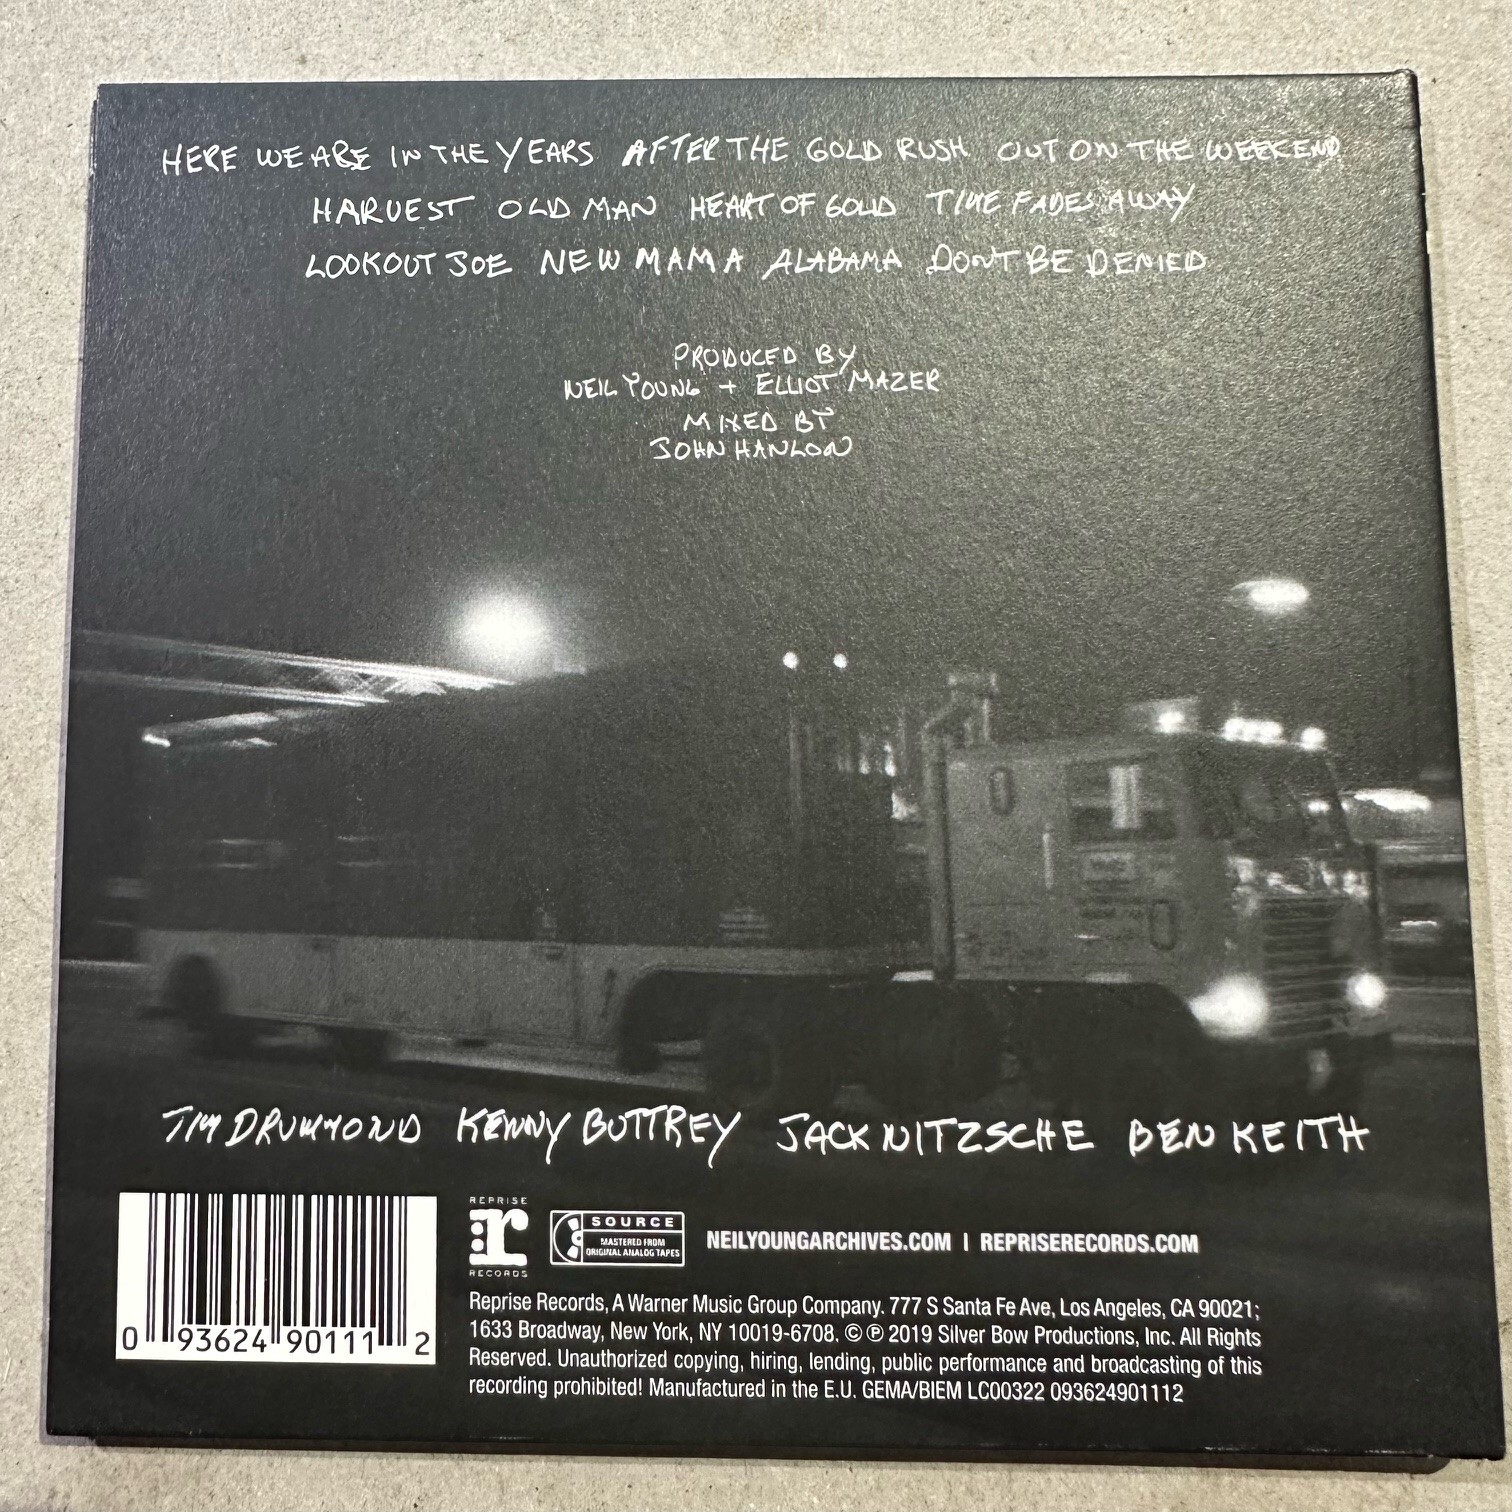 HERE WE ARE IN THE YEARS AFTER THE GOLD RUSH OUT ON THE WEEKEND
HARVEST OLD MAN HEART OF GOLD TIME FADES AWAY
LOOKOUT JOE NEW MAMA ALABAMA DON'T BE DENIED
PRODUCED BY
NEIL YOUNG + ELLIOT MAZER
MIXED BY
JOHN HANLON
TIM DRUMMOND KENNY BUTTREY JACK NITZSCHE BEN KEITH
REPRISE
r
RECORDS
SOURCE
MASTERED FROM
ORIGINAL ANALOG TAPES
NEILYOUNGARCHIVES.COM | REPRISERECORDS.COM
Reprise Records, A Warner Music Group Company. 777 S Santa Fe Ave, Los Angeles, CA 90021;
1633 Broadway, New York, NY 10019-6708. © ℗ 2019 Silver Bow Productions, Inc. All Rights
Reserved. Unauthorized copying, hiring, lending, public performance and broadcasting of this
recording prohibited! Manufactured in the E.U. GEMA/BIEM LC00322 093624901112
0 93624 90111 2